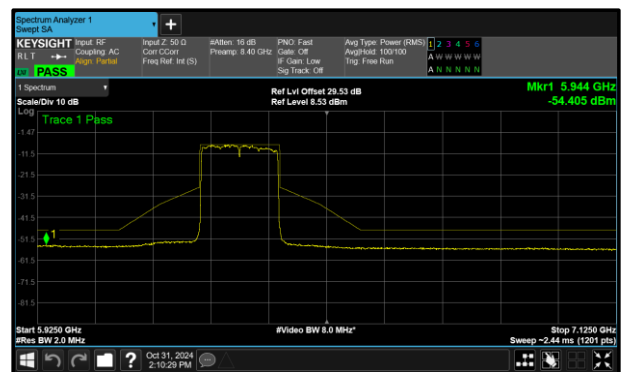 Spectrum Analyzer 1
Swept SA
+
KEYSIGHT
R L T
LW PASS
Input: RF
Coupling: AC
Align: Partial
Input Z: 50 Ω
Corr CCorr
Freq Ref: Int (S)
#Atten: 16 dB
Preamp: 8.40 GHz
PNO: Fast
Gate: Off
IF Gain: Low
Sig Track: Off
Avg Type: Power (RMS)
Avg|Hold: 100/100
Trig: Free Run
1 2 3 4 5 6
A W W W W W
A N N N N N
1 Spectrum
Scale/Div 10 dB
Ref Lvl Offset 29.53 dB
Ref Level 8.53 dBm
Mkr1 5.944 GHz
-54.405 dBm
Log
Trace 1 Pass
-1.47
-11.5
-21.5
-31.5
-41.5
-51.5
1
-61.5
-71.5
-81.5
Start 5.9250 GHz
#Res BW 2.0 MHz
#Video BW 8.0 MHz*
Stop 7.1250 GHz
Sweep ~2.44 ms (1201 pts)
?
Oct 31, 2024
2:10:29 PM